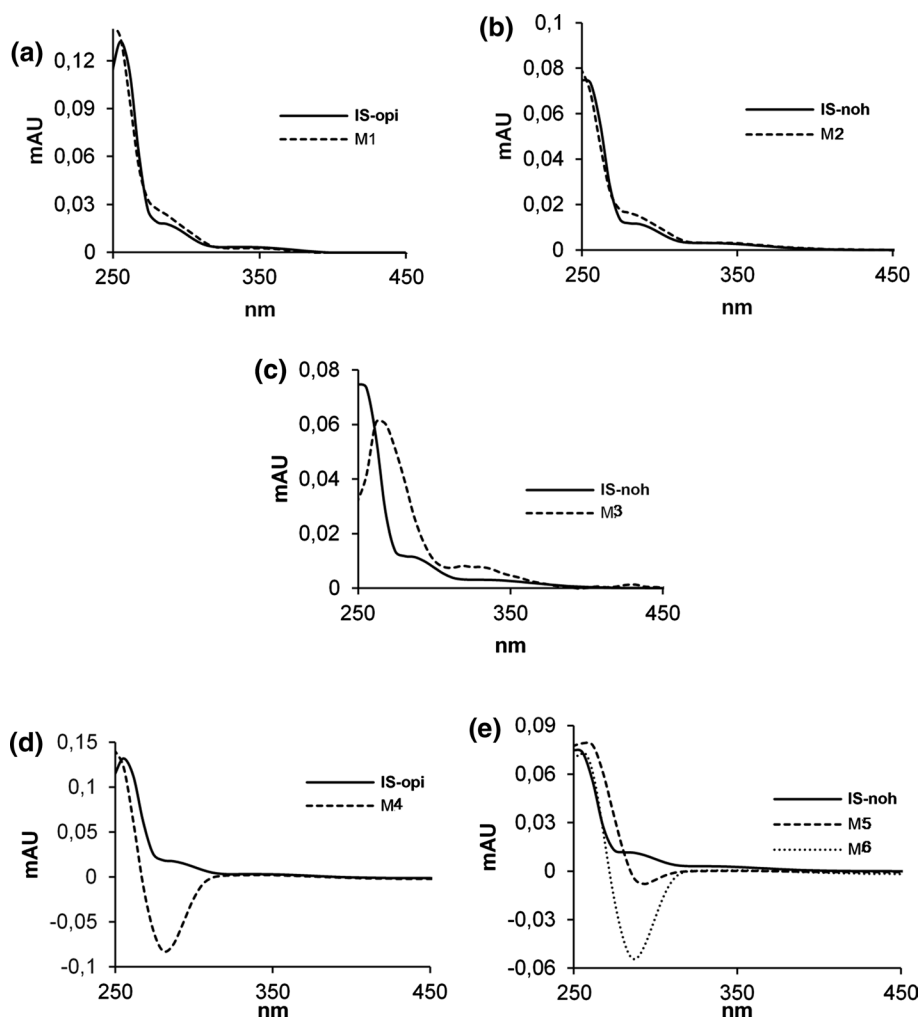 (a)
mAU
0,12
0,09
0,06
0,03
0
IS-opi
M1
250
350
450
nm
(b)
mAU
0,1
0,08
0,06
0,04
0,02
0
IS-noh
M2
250
350
450
nm
(c)
mAU
0,08
0,06
0,04
0,02
0
IS-noh
M3
250
350
450
nm
(d)
mAU
0,15
0,1
0,05
0
-0,05
-0,1
IS-opi
M4
250
350
450
nm
(e)
mAU
0,09
0,06
0,03
0
-0,03
-0,06
IS-noh
M5
M6
250
350
450
nm